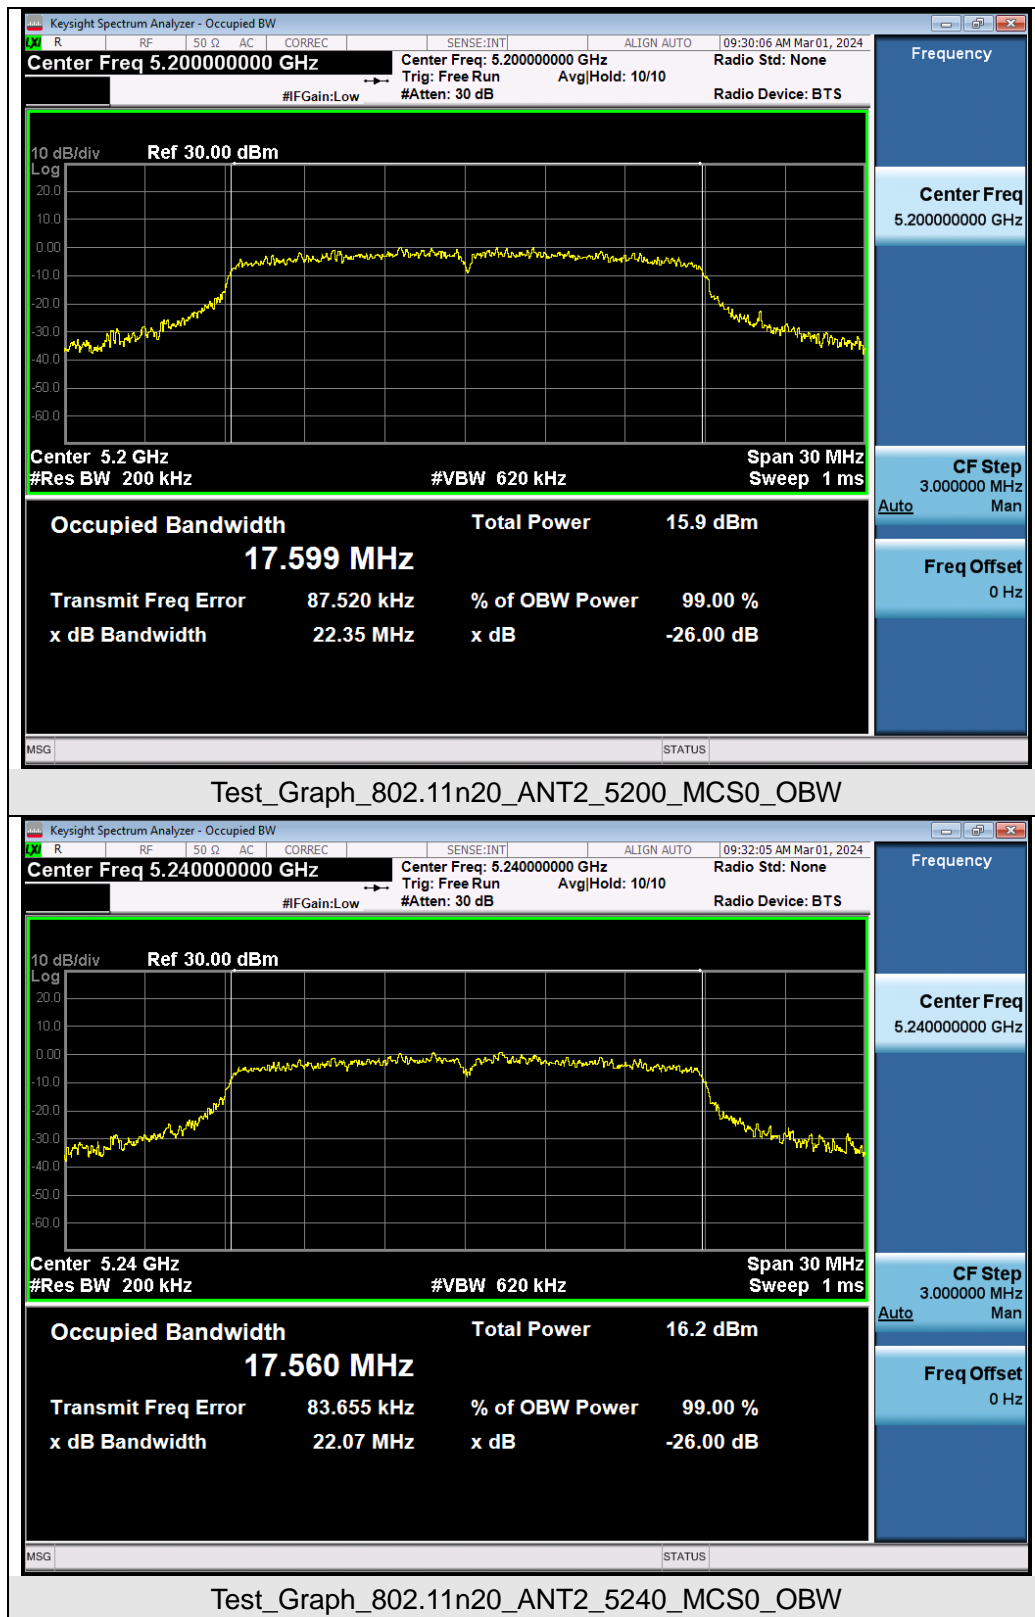 Keysight Spectrum Analyzer - Occupied BW
LXI R RF 50 Ω AC CORREC SENSE:INT ALIGN AUTO 09:30:06 AM Mar 01, 2024
Center Freq 5.200000000 GHz
Center Freq: 5.200000000 GHz Radio Std: None
Trig: Free Run Avg|Hold: 10/10
#IFGain:Low #Atten: 30 dB Radio Device: BTS
Frequency
10 dB/div Ref 30.00 dBm
Log
20.0
10.0
0.00
-10.0
-20.0
-30.0
-40.0
-50.0
-60.0
Center 5.2 GHz Span 30 MHz
#Res BW 200 kHz #VBW 620 kHz Sweep 1 ms
Center Freq
5.200000000 GHz
CF Step
3.000000 MHz
Auto Man
Freq Offset
0 Hz
Occupied Bandwidth Total Power 15.9 dBm
17.599 MHz
Transmit Freq Error 87.520 kHz % of OBW Power 99.00 %
x dB Bandwidth 22.35 MHz x dB -26.00 dB
MSG STATUS
Test_Graph_802.11n20_ANT2_5200_MCS0_OBW
Keysight Spectrum Analyzer - Occupied BW
LXI R RF 50 Ω AC CORREC SENSE:INT ALIGN AUTO 09:32:05 AM Mar 01, 2024
Center Freq 5.240000000 GHz
Center Freq: 5.240000000 GHz Radio Std: None
Trig: Free Run Avg|Hold: 10/10
#IFGain:Low #Atten: 30 dB Radio Device: BTS
Frequency
10 dB/div Ref 30.00 dBm
Log
20.0
10.0
0.00
-10.0
-20.0
-30.0
-40.0
-50.0
-60.0
Center 5.24 GHz Span 30 MHz
#Res BW 200 kHz #VBW 620 kHz Sweep 1 ms
Center Freq
5.240000000 GHz
CF Step
3.000000 MHz
Auto Man
Freq Offset
0 Hz
Occupied Bandwidth Total Power 16.2 dBm
17.560 MHz
Transmit Freq Error 83.655 kHz % of OBW Power 99.00 %
x dB Bandwidth 22.07 MHz x dB -26.00 dB
MSG STATUS
Test_Graph_802.11n20_ANT2_5240_MCS0_OBW